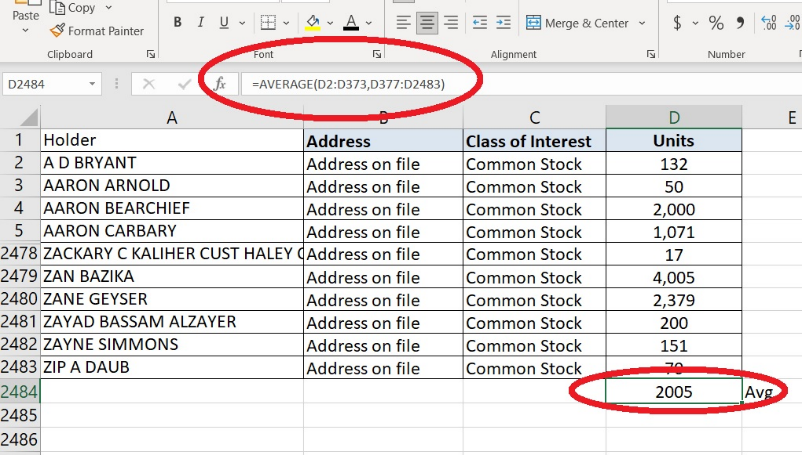 Paste
Copy
Format Painter
B I U A
Merge & Center
$ % 9 .00 .00
Clipboard Font Alignment Number
D2484 fx =AVERAGE(D2:D373,D377:D2483)
A B C D E
1 Holder Address Class of Interest Units
2 A D BRYANT Address on file Common Stock 132
3 AARON ARNOLD Address on file Common Stock 50
4 AARON BEARCHIEF Address on file Common Stock 2,000
5 AARON CARBARY Address on file Common Stock 1,071
2478 ZACKARY C KALIHER CUST HALEY Address on file Common Stock 17
2479 ZAN BAZIKA Address on file Common Stock 4,005
2480 ZANE GEYSER Address on file Common Stock 2,379
2481 ZAYAD BASSAM ALZAYER Address on file Common Stock 200
2482 ZAYNE SIMMONS Address on file Common Stock 151
2483 ZIP A DAUB Address on file Common Stock
2484 2005 Avg
2485
2486